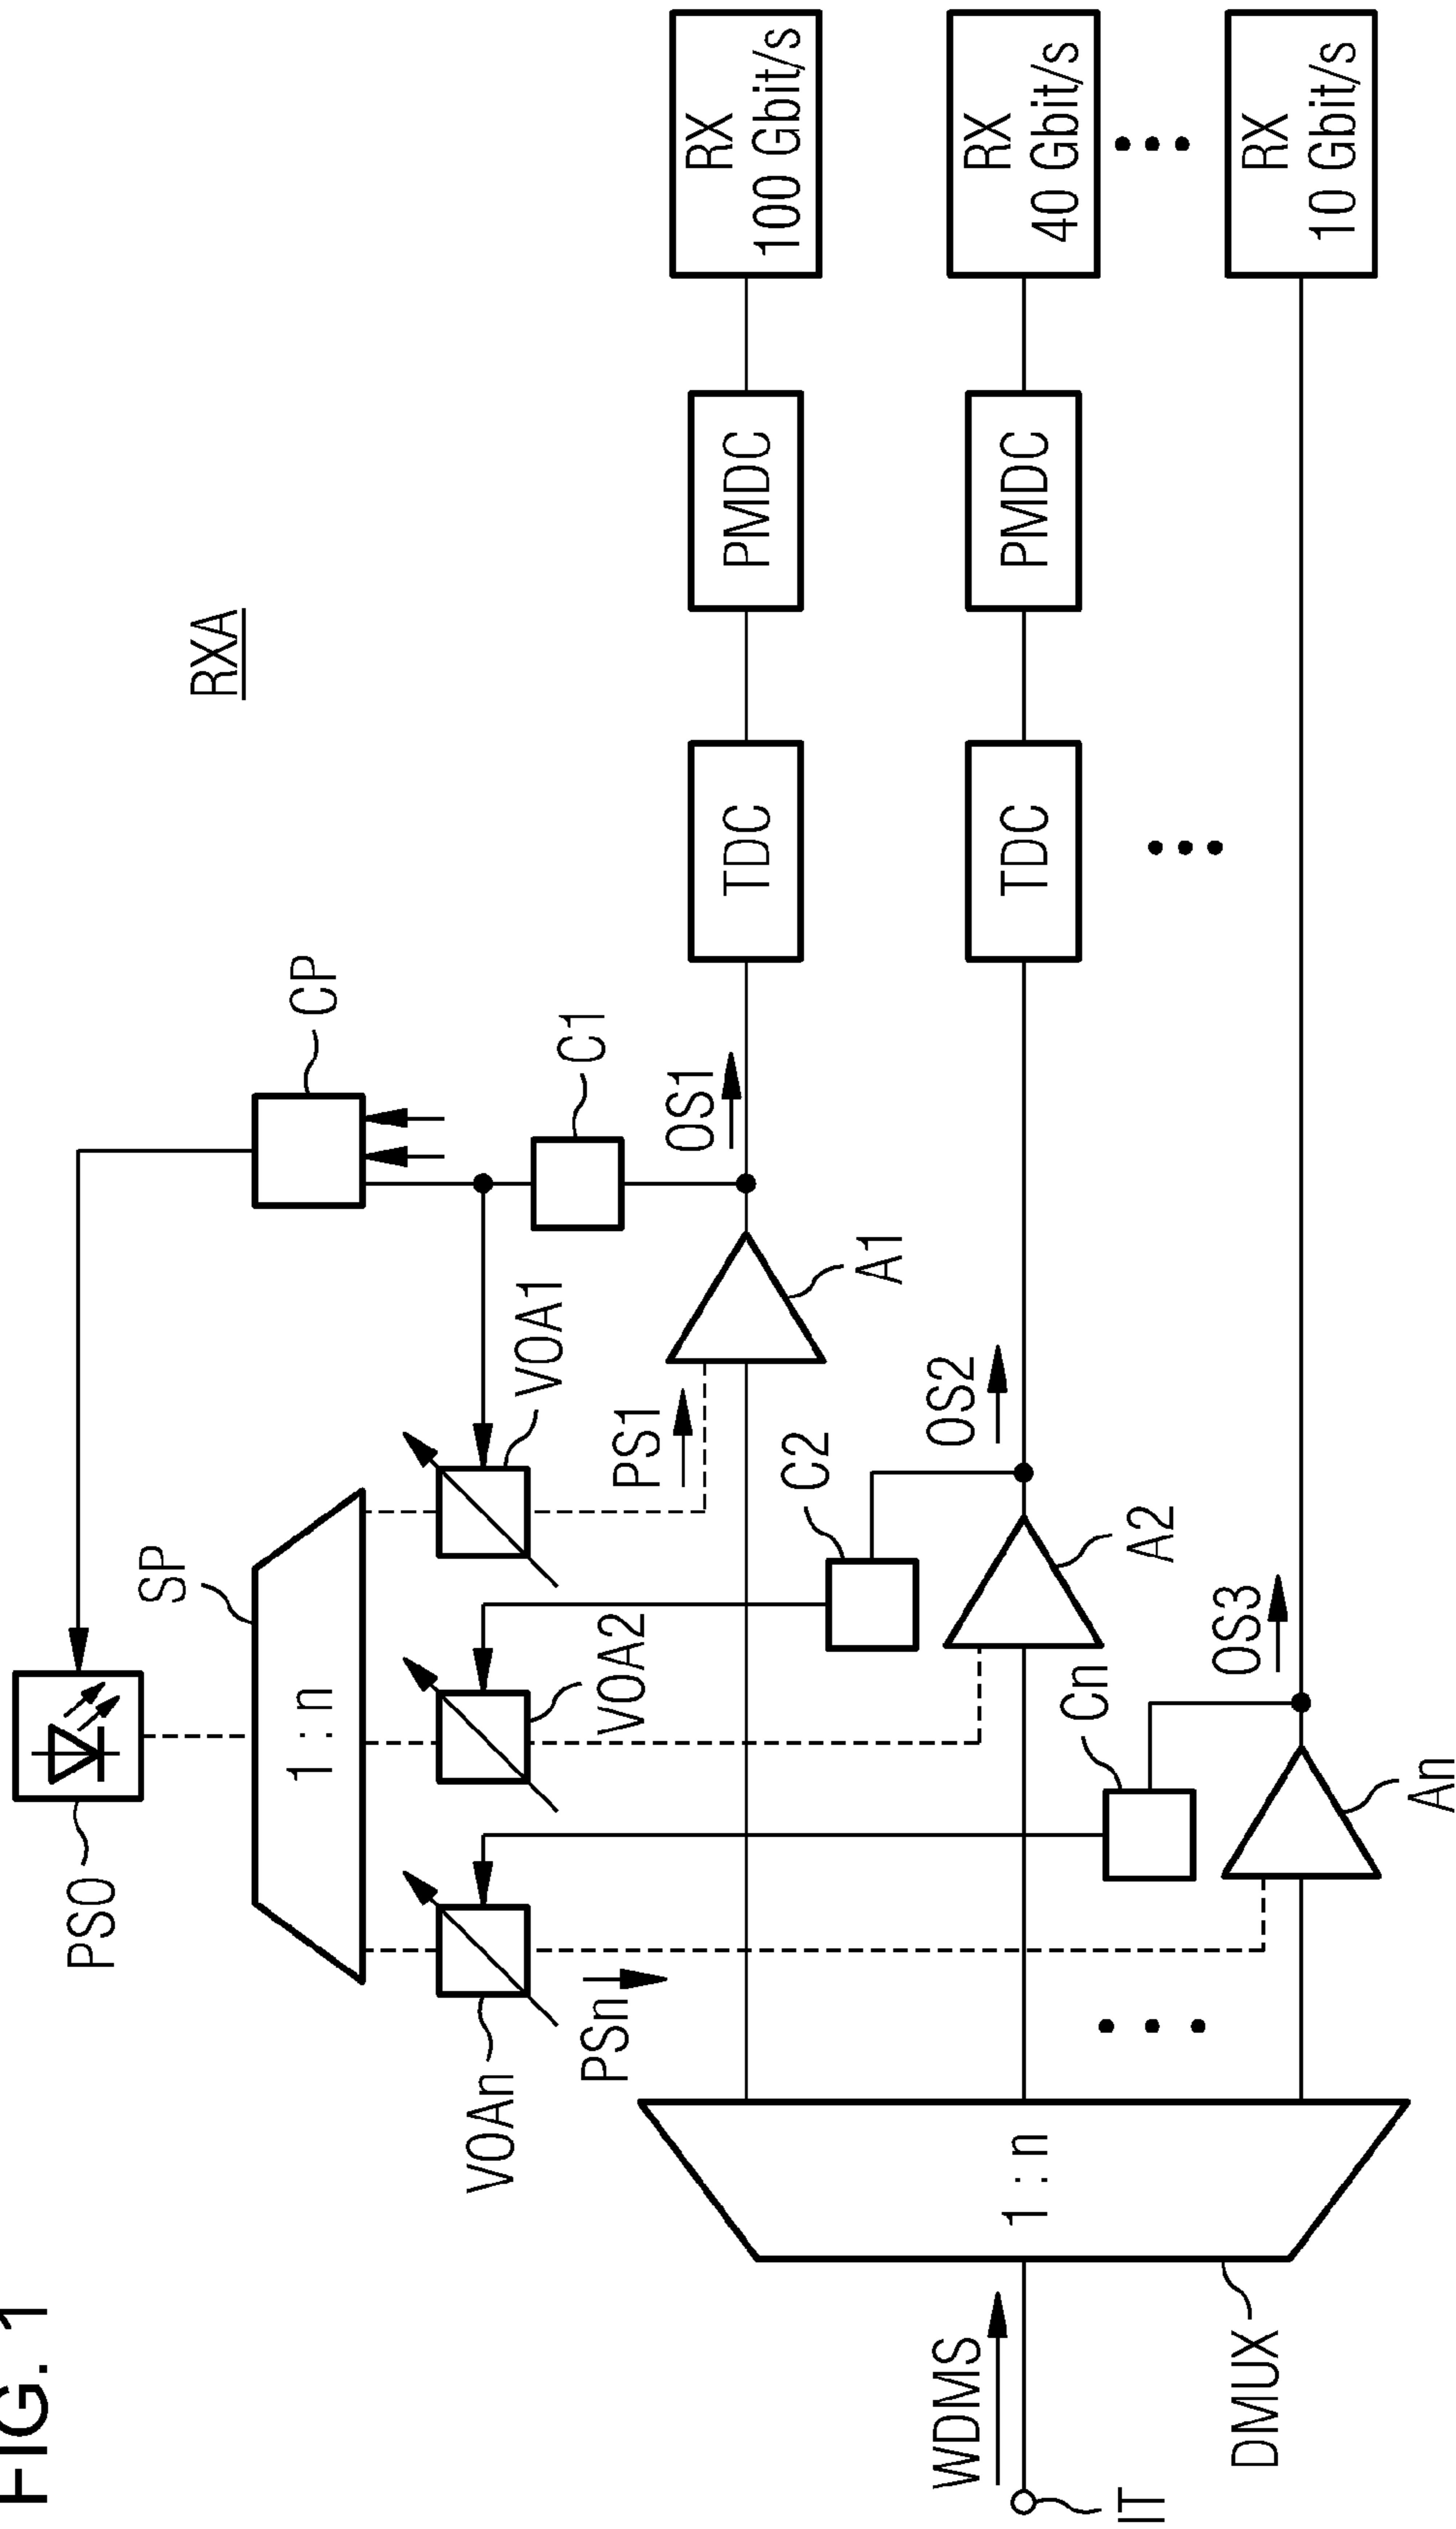 FIG. 1
RXA
PSO
SP
1 : n
CP
VOAn
VOA2
VOA1
C1
PSn
PS1
OS1
A1
TDC
PMDC
RX
100 Gbit/s
C2
OS2
A2
TDC
PMDC
RX
40 Gbit/s
WDMS
IT
1 : n
DMUX
Cn
OS3
An
RX
10 Gbit/s